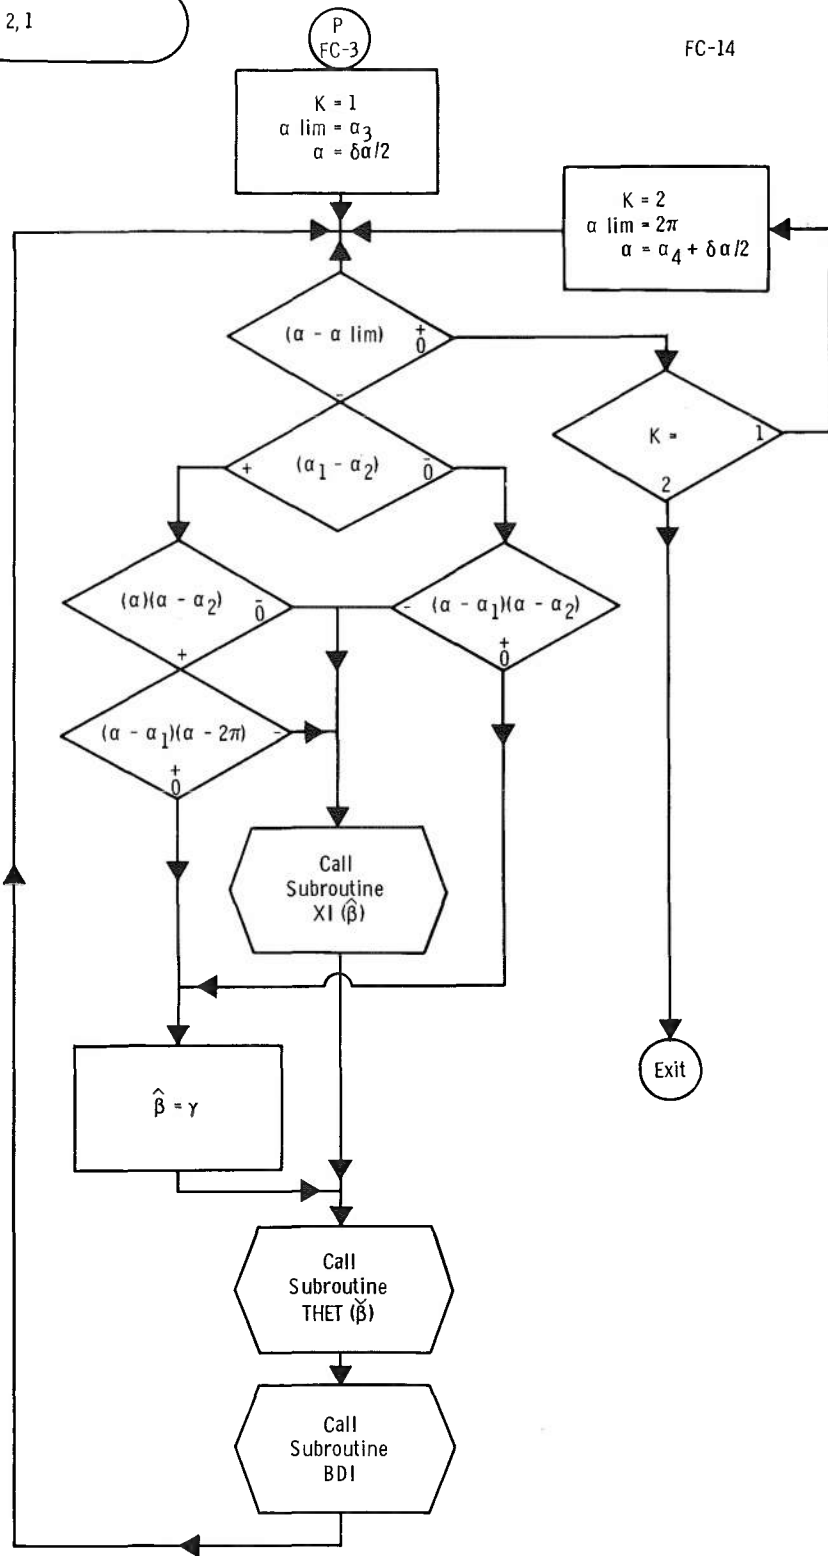 2, 1
P
FC-3
FC-14
K = 1
α lim = α₃
α = δα/2
K = 2
α lim = 2π
α = α₄ + δα/2
(α - α lim)
+
0
-
K =
1
2
+
(α₁ - α₂)
-
0
(α)(α - α₂)
-
0
+
-
(α - α₁)(α - α₂)
+
0
(α - α₁)(α - 2π)
-
+
0
Call
Subroutine
XI (β̂)
β̂ = γ
Exit
Call
Subroutine
THET (β̌)
Call
Subroutine
BDI